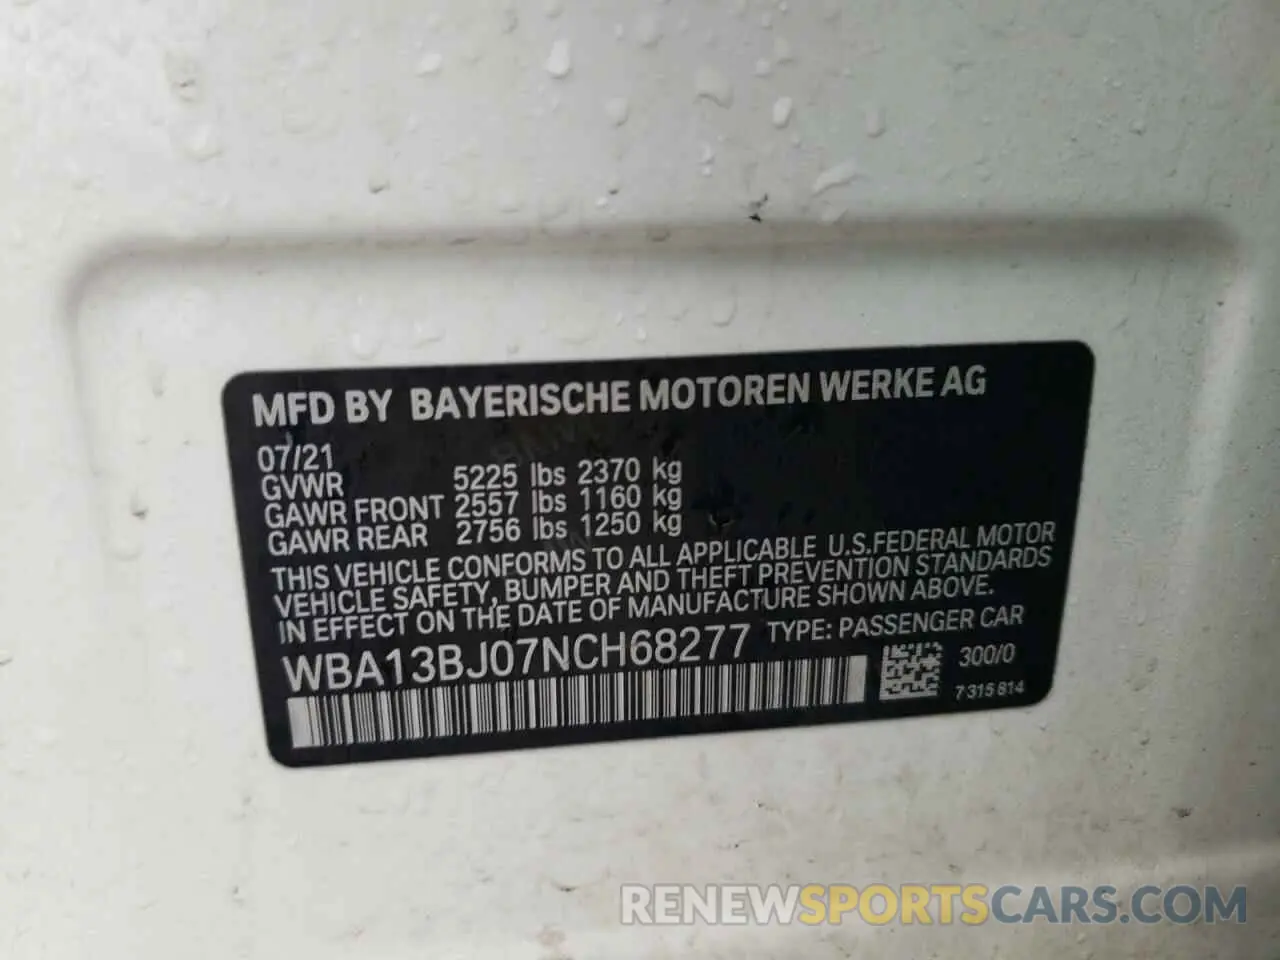 MFD BY BAYERISCHE MOTOREN WERKE AG
07/21
GVWR 5225 lbs 2370 kg
GAWR FRONT 2557 lbs 1160 kg
GAWR REAR 2756 lbs 1250 kg
THIS VEHICLE CONFORMS TO ALL APPLICABLE U.S.FEDERAL MOTOR
VEHICLE SAFETY, BUMPER AND THEFT PREVENTION STANDARDS
IN EFFECT ON THE DATE OF MANUFACTURE SHOWN ABOVE.
WBA13BJ07NCH68277 TYPE: PASSENGER CAR
300/0
7 315 814
RENEWSPORTSCARS.COM